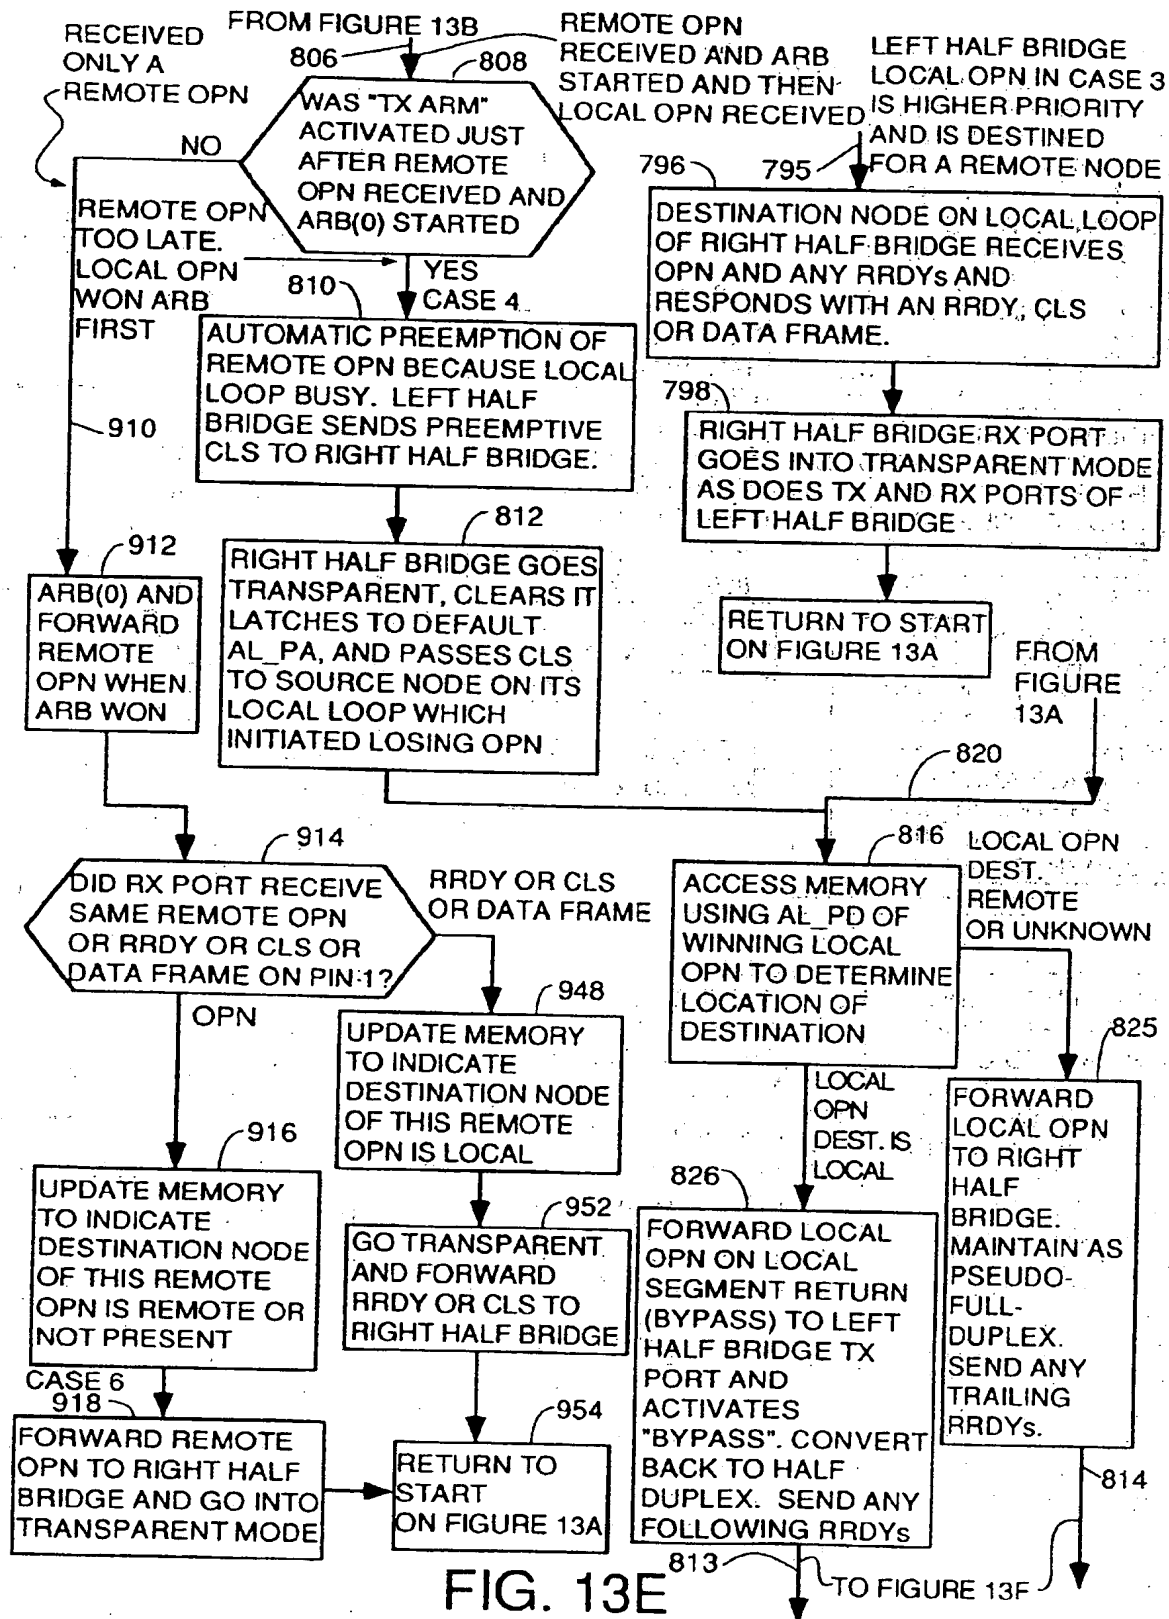 FROM FIGURE 13B
806
808
RECEIVED
ONLY A
REMOTE OPN
REMOTE OPN
RECEIVED AND ARB
STARTED AND THEN
LOCAL OPN RECEIVED
LEFT HALF BRIDGE
LOCAL OPN IN CASE 3
IS HIGHER PRIORITY
AND IS DESTINED
FOR A REMOTE NODE
795
WAS "TX ARM"
ACTIVATED JUST
AFTER REMOTE
OPN RECEIVED AND
ARB(0) STARTED
NO
YES
CASE 4
REMOTE OPN
TOO LATE.
LOCAL OPN
WON ARB
FIRST
910
796
DESTINATION NODE ON LOCAL LOOP
OF RIGHT HALF BRIDGE RECEIVES
OPN AND ANY RRDYs AND
RESPONDS WITH AN RRDY, CLS
OR DATA FRAME.
810
AUTOMATIC PREEMPTION OF
REMOTE OPN BECAUSE LOCAL
LOOP BUSY. LEFT HALF
BRIDGE SENDS PREEMPTIVE
CLS TO RIGHT HALF BRIDGE.
798
RIGHT HALF BRIDGE RX PORT
GOES INTO TRANSPARENT MODE
AS DOES TX AND RX PORTS OF
LEFT HALF BRIDGE
812
RIGHT HALF BRIDGE GOES
TRANSPARENT, CLEARS IT
LATCHES TO DEFAULT
AL_PA, AND PASSES CLS
TO SOURCE NODE ON ITS
LOCAL LOOP WHICH
INITIATED LOSING OPN
RETURN TO START
ON FIGURE 13A
FROM
FIGURE
13A
820
912
ARB(0) AND
FORWARD
REMOTE
OPN WHEN
ARB WON
914
DID RX PORT RECEIVE
SAME REMOTE OPN
OR RRDY OR CLS OR
DATA FRAME ON PIN 1?
RRDY OR CLS
OR DATA FRAME
OPN
816
ACCESS MEMORY
USING AL_PD OF
WINNING LOCAL
OPN TO DETERMINE
LOCATION OF
DESTINATION
LOCAL OPN
DEST.
REMOTE
OR UNKNOWN
LOCAL
OPN
DEST. IS
LOCAL
948
UPDATE MEMORY
TO INDICATE
DESTINATION NODE
OF THIS REMOTE
OPN IS LOCAL
825
FORWARD
LOCAL OPN
TO RIGHT
HALF
BRIDGE.
MAINTAIN AS
PSEUDO-
FULL-
DUPLEX.
SEND ANY
TRAILING
RRDYs.
814
916
UPDATE MEMORY
TO INDICATE
DESTINATION NODE
OF THIS REMOTE
OPN IS REMOTE OR
NOT PRESENT
952
GO TRANSPARENT
AND FORWARD
RRDY OR CLS TO
RIGHT HALF BRIDGE
826
FORWARD LOCAL
OPN ON LOCAL
SEGMENT RETURN
(BYPASS) TO LEFT
HALF BRIDGE TX
PORT AND
ACTIVATES
"BYPASS". CONVERT
BACK TO HALF
DUPLEX. SEND ANY
FOLLOWING RRDYs
CASE 6
918
FORWARD REMOTE
OPN TO RIGHT HALF
BRIDGE AND GO INTO
TRANSPARENT MODE
954
RETURN TO
START
ON FIGURE 13A
813
TO FIGURE 13F
FIG. 13E